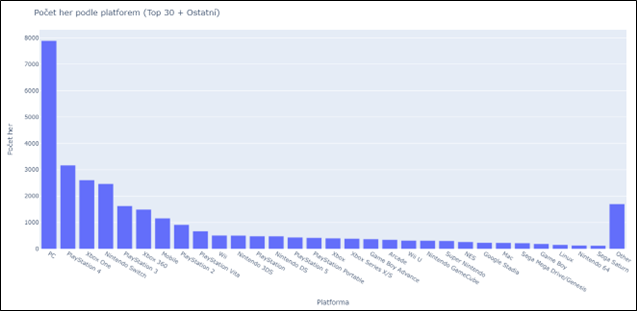 Počet her podle platforem (Top 30 + Ostatní)
Počet her
8000
7000
6000
5000
4000
3000
2000
1000
0
PC
PlayStation 4
Xbox One
Nintendo Switch
PlayStation 3
Xbox 360
Mobile
PlayStation 2
PlayStation Vita
Wii
Nintendo 3DS
PlayStation
Nintendo DS
PlayStation 5
PlayStation Portable
Xbox
Xbox Series X/S
Game Boy Advance
Arcade
Wii U
Nintendo GameCube
Super Nintendo
NES
Google Stadia
Mac
Sega Mega Drive/Genesis
Game Boy
Linux
Nintendo 64
Sega Saturn
Other
Platforma